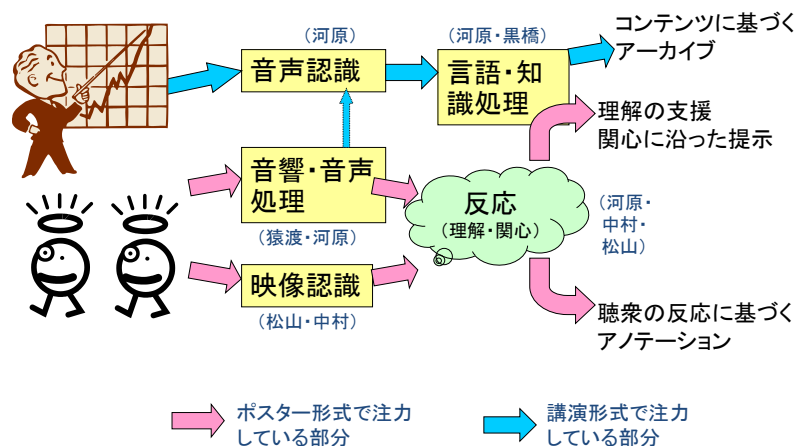 （河原）
音声認識
（河原・黒橋）
言語・知
識処理
コンテンツに基づく
アーカイブ
理解の支援
関心に沿った提示
音響・音声
処理
（猿渡・河原）
反応
（理解・関心）
（河原・
中村・
松山）
映像認識
（松山・中村）
聴衆の反応に基づく
アノテーション
ポスター形式で注力
している部分
講演形式で注力
している部分